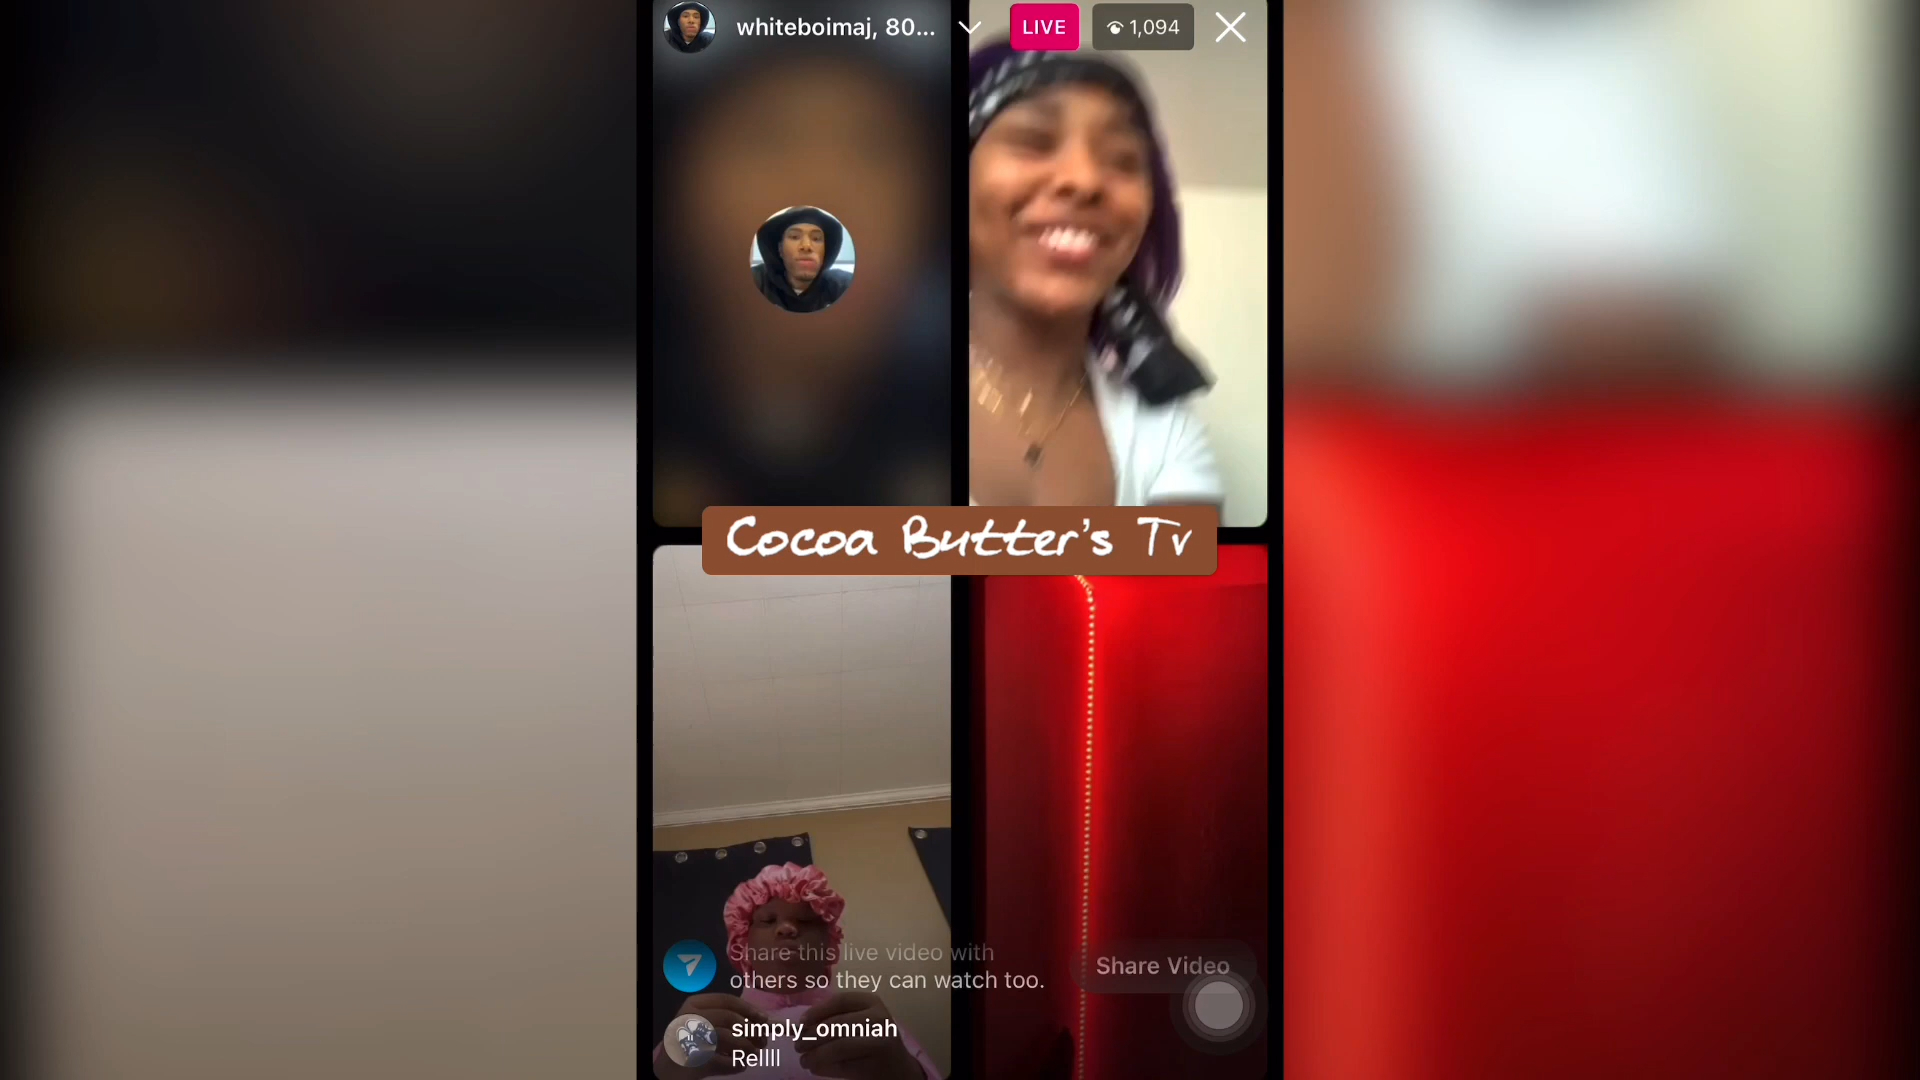 whiteboimaj, 80...
LIVE
1,094
Cocoa Butter's Tv
Share this live video with
others so they can watch too.
Share Video
simply_omniah
Rellll